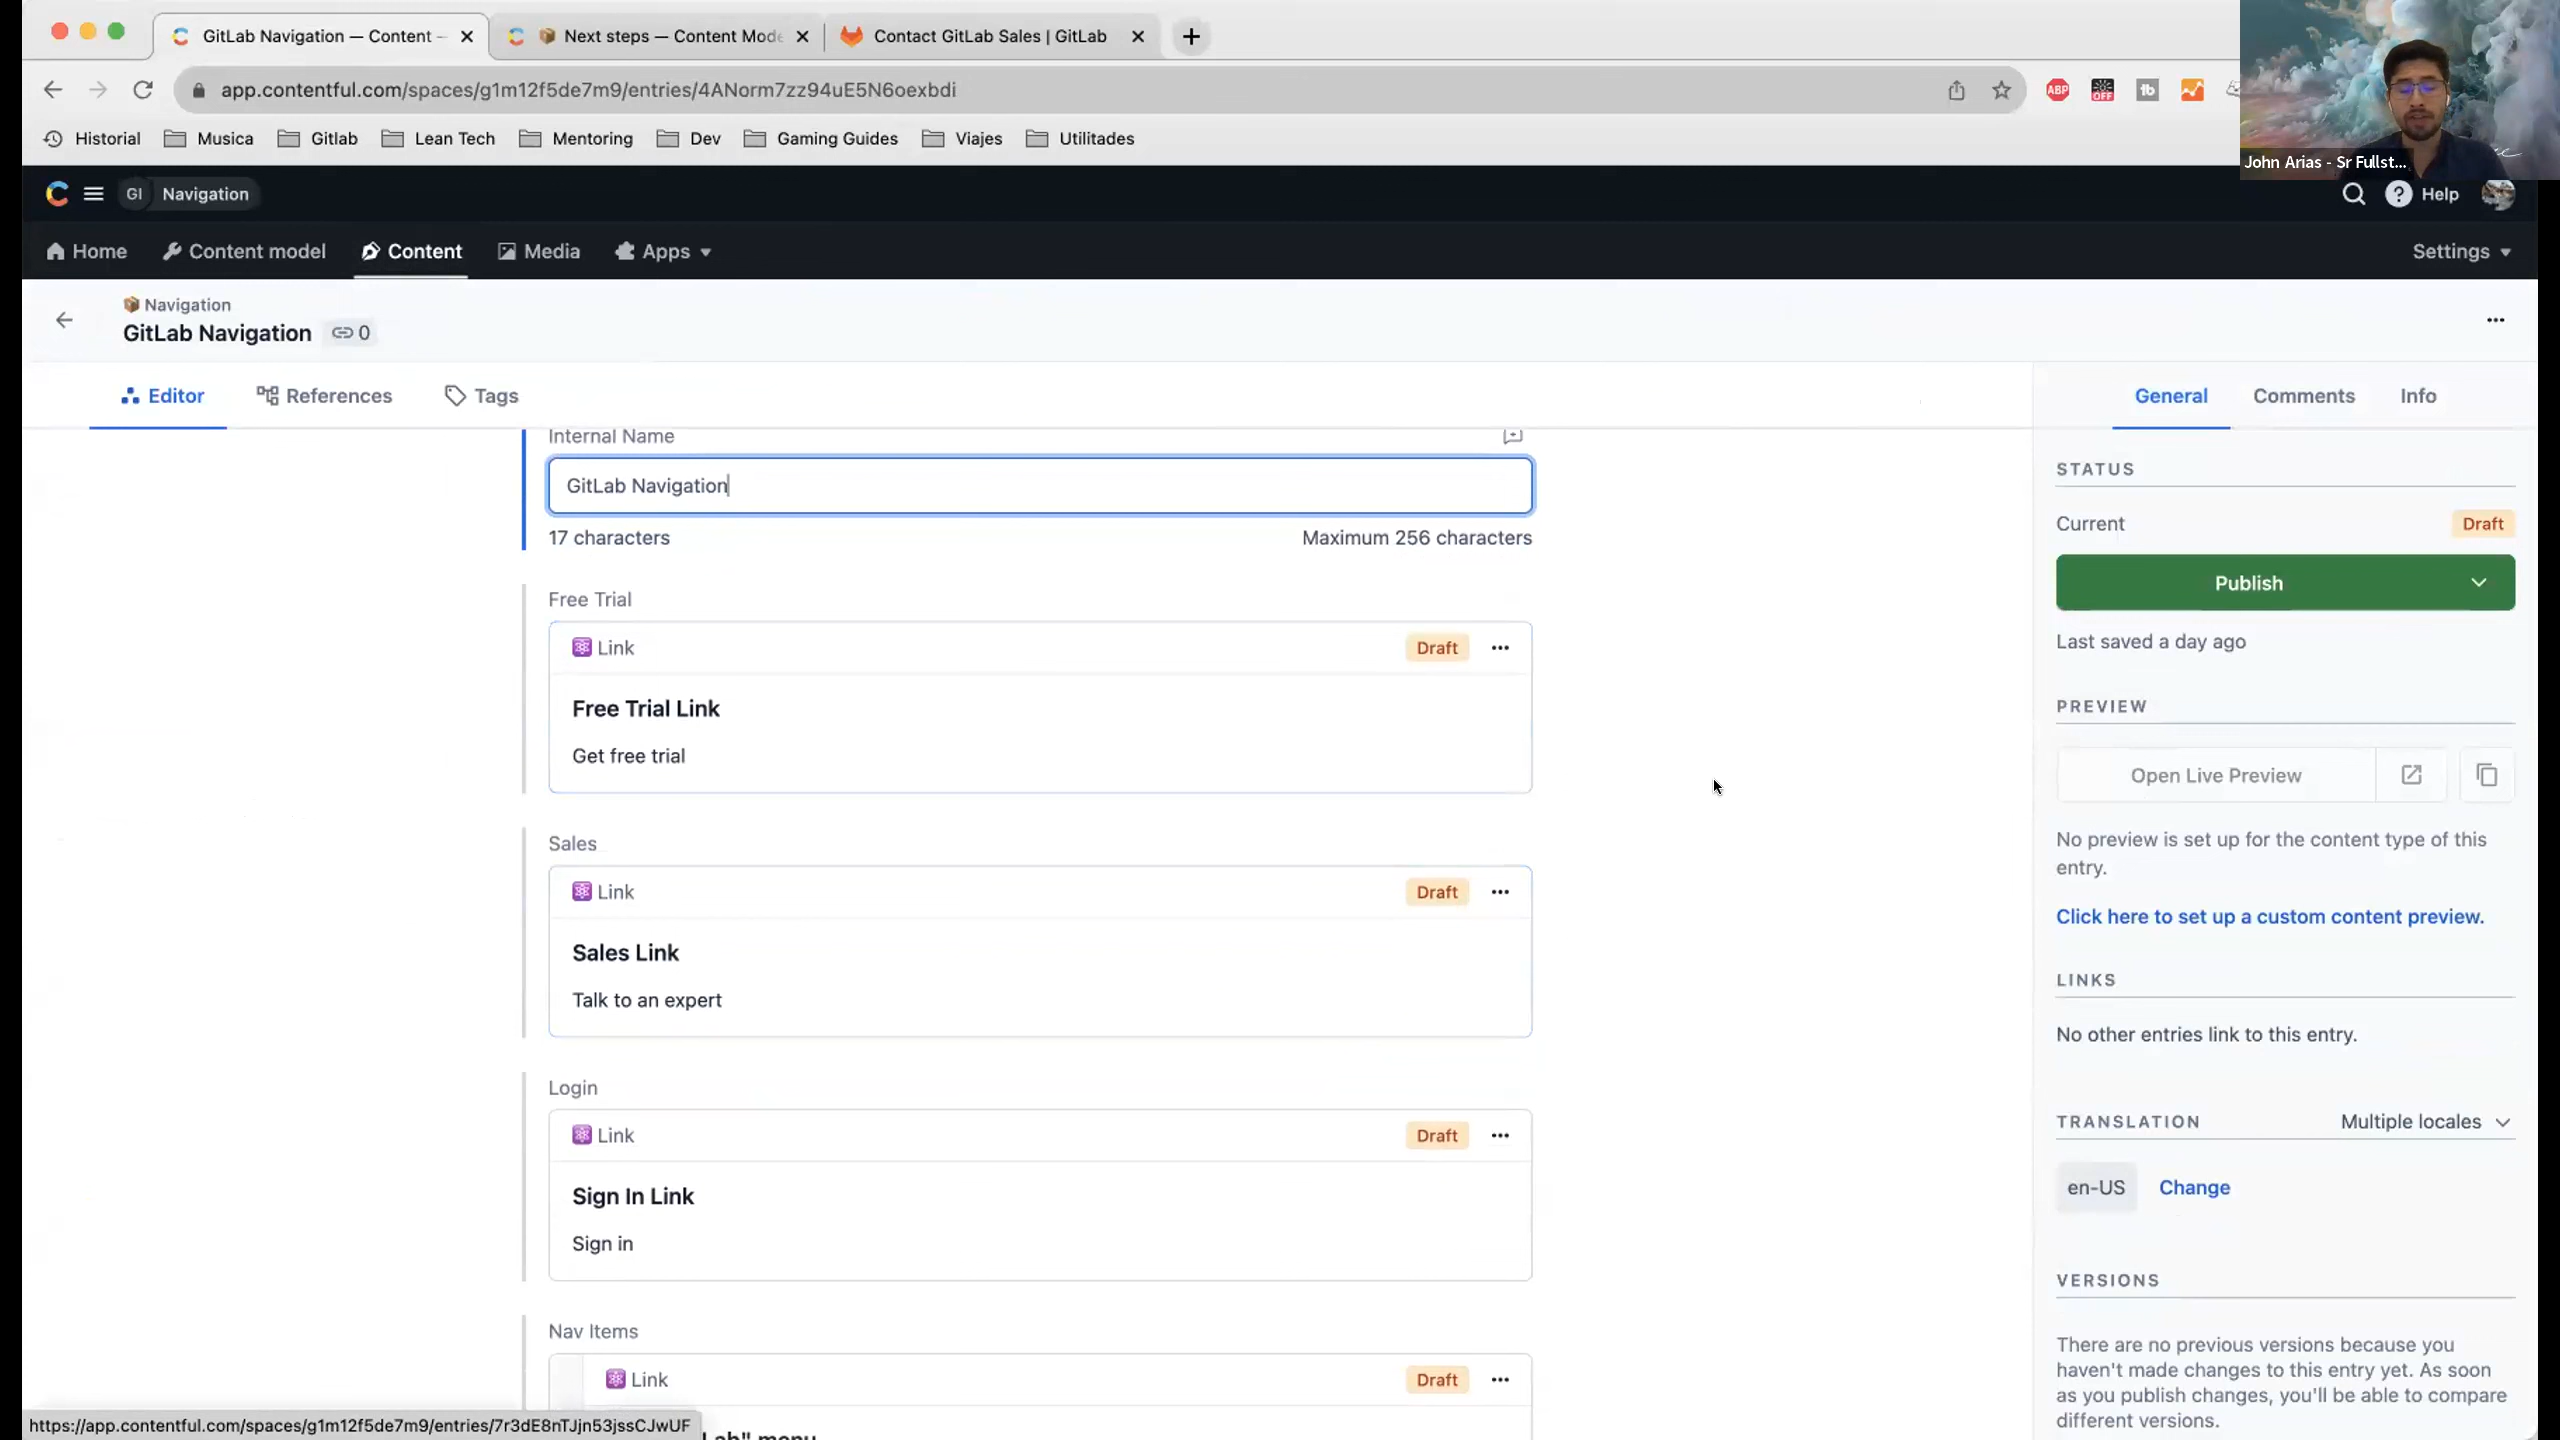 GitLab Navigation — Content –
Next steps — Content Mode
Contact GitLab Sales | GitLab
app.contentful.com/spaces/g1m12f5de7m9/entries/4ANorm7zz94uE5N6oexbdi
ABP
OFF
tb
Historial
Musica
Gitlab
Lean Tech
Mentoring
Dev
Gaming Guides
Viajes
Utilitades
John Arias - Sr Fullst...
GI
Navigation
Help
Home
Content model
Content
Media
Apps
Settings
Navigation
GitLab Navigation
0
Editor
References
Tags
General
Comments
Info
Internal Name
GitLab Navigation
17 characters
Maximum 256 characters
Free Trial
Link
Draft
Free Trial Link
Get free trial
Sales
Link
Draft
Sales Link
Talk to an expert
Login
Link
Draft
Sign In Link
Sign in
Nav Items
Link
Draft
Lab" menu
https://app.contentful.com/spaces/g1m12f5de7m9/entries/7r3dE8nTJjn53jssCJwUF
STATUS
Current
Draft
Publish
Last saved a day ago
PREVIEW
Open Live Preview
No preview is set up for the content type of this
entry.
Click here to set up a custom content preview.
LINKS
No other entries link to this entry.
TRANSLATION
Multiple locales
en-US
Change
VERSIONS
There are no previous versions because you
haven't made changes to this entry yet. As soon
as you publish changes, you'll be able to compare
different versions.